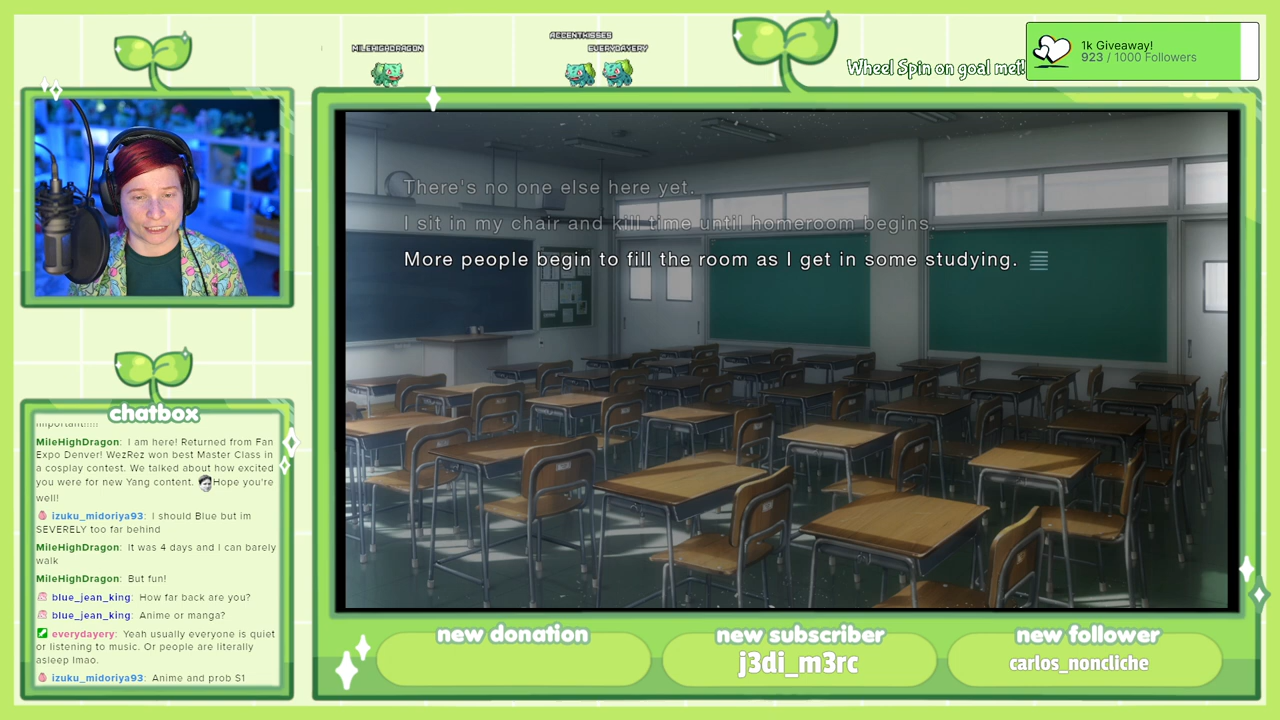 MILEHIGHDRAGON
ACCENTHISBES
EVERYDAYERY
Wheel Spin on goal met!
1k Giveaway!
923 / 1000 Followers
There's no one else here yet.
I sit in my chair and kill time until homeroom begins.
More people begin to fill the room as I get in some studying.
chatbox
MileHighDragon: I am here! Returned from Fan
Expo Denver! WezRez won best Master Class in
a cosplay contest. We talked about how excited
you were for new Yang content. Hope you're
well!
izuku_midoriya93: I should Blue but im
SEVERELY too far behind
MileHighDragon: It was 4 days and I can barely
walk
MileHighDragon: But fun!
blue_jean_king: How far back are you?
blue_jean_king: Anime or manga?
everydayery: Yeah usually everyone is quiet
or listening to music. Or people are literally
asleep lmao.
izuku_midoriya93: Anime and prob S1
new donation
new subscriber
j3di_m3rc
new follower
carlos_noncliche